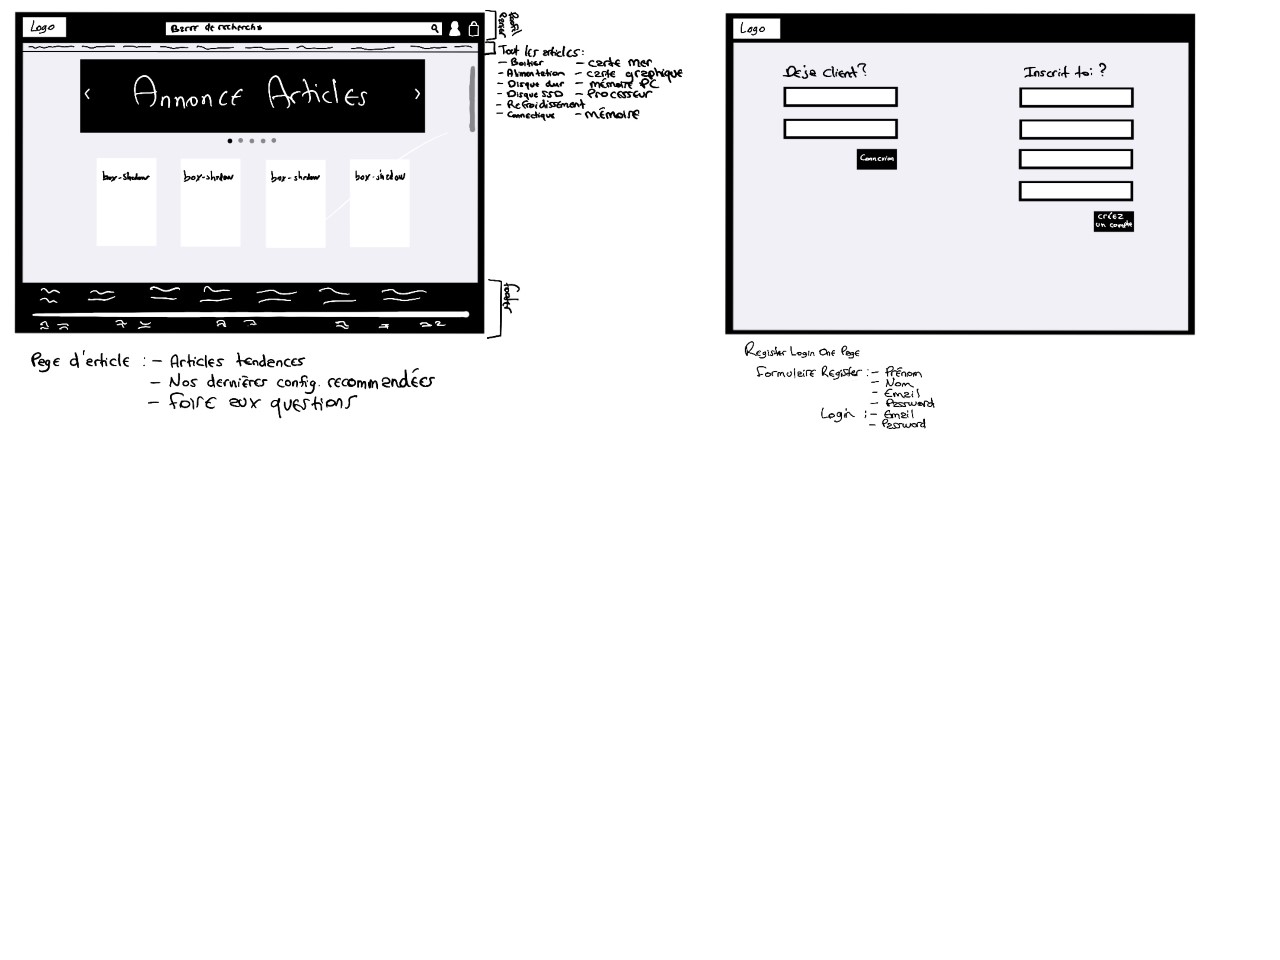 Logo
Barre de recherche
Profil
Panier
Tout les articles :
- Boitier
- Alimentation
- Disque dur
- Disque SSD
- Refroidissement
- Connectique
- carte mer
- carte graphique
- mémoire PC
- Processeur
- mémoire
< Annonce Articles >
box-shadow
box-shadow
box-shadow
box-shadow
footer
Page d'article : - Articles tendences
- Nos dernières config. recommandées
- foire aux questions
Logo
Deja client ?
Connexion
Inscrit toi ?
créez
un compte
Register Login One Page
Formulaire Register : - Prénom
- Nom
- Email
- Password
Login : - Email
- Password